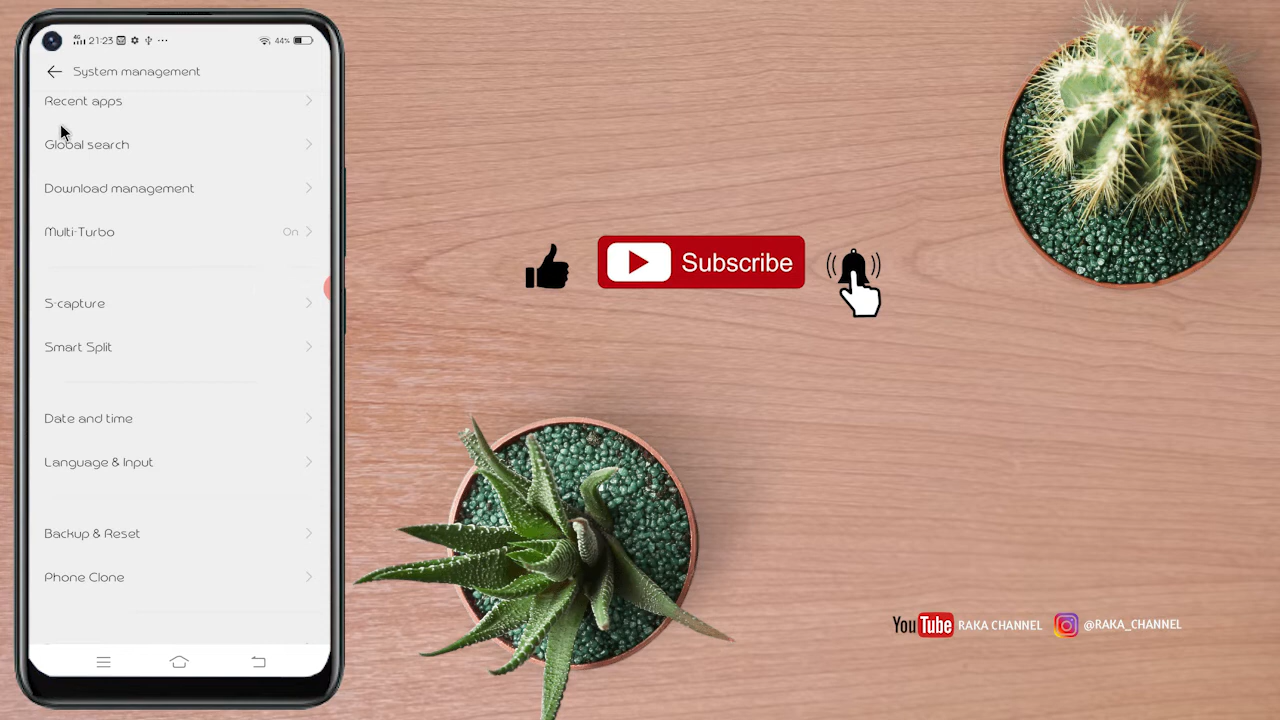 4G 21:23 44%
System management
Recent apps
Global search
Download management
Multi-Turbo On
S-capture
Smart Split
Date and time
Language & Input
Backup & Reset
Phone Clone
Subscribe
YouTube RAKA CHANNEL @RAKA_CHANNEL